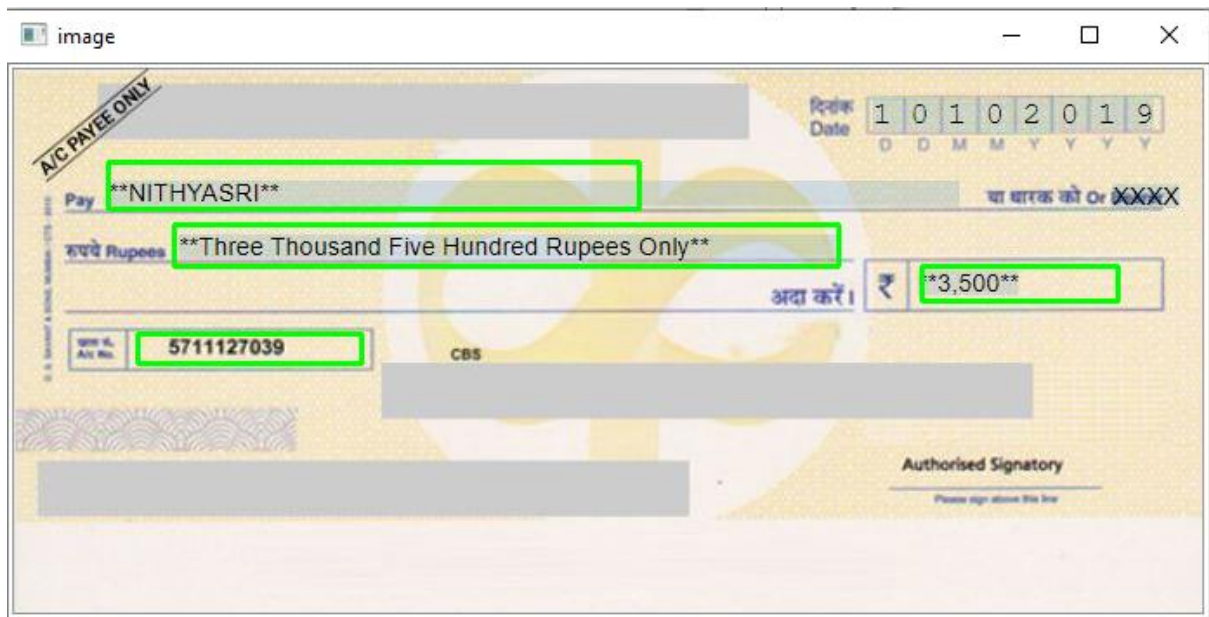 image
A/C PAYEE ONLY
दिनांक
Date
1 0 1 0 2 0 1 9
D D M M Y Y Y Y
Pay **NITHYASRI** या धारक को Or XXXX
रुपये Rupees **Three Thousand Five Hundred Rupees Only**
अदा करें। ₹ **3,500**
A/c No. 5711127039
CBS
Authorised Signatory
Please sign above this line